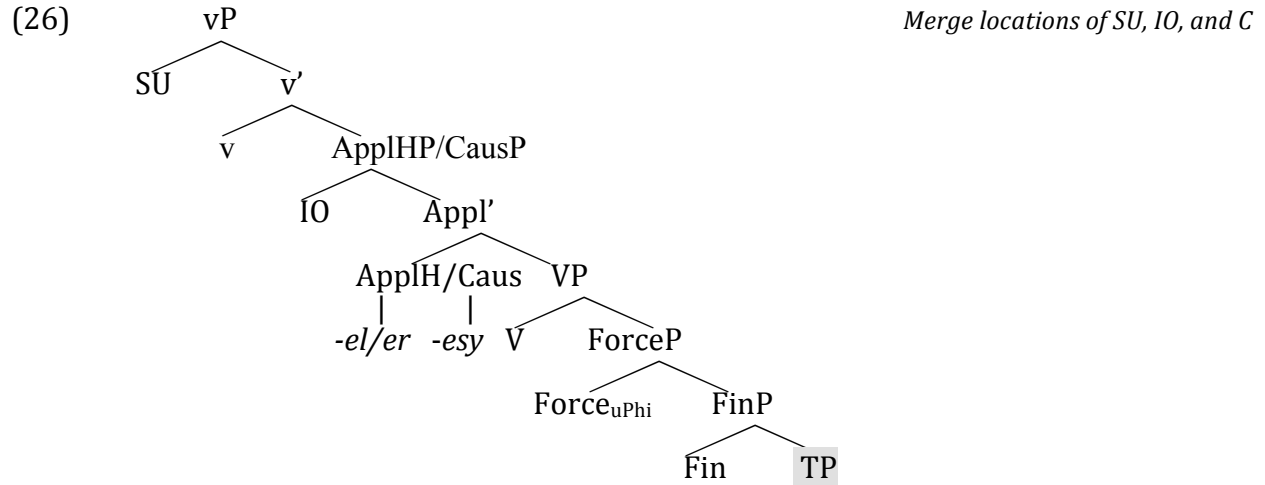 (26) vP Merge locations of SU, IO, and C
SU v’
v ApplHP/CausP
IO Appl’
ApplH/Caus VP
-el/er -esy V ForceP
Force_uPhi FinP
Fin TP